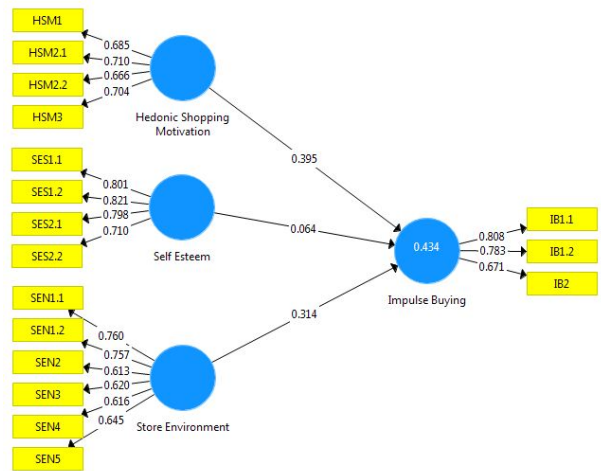 HSM1
HSM2.1
HSM2.2
HSM3
0.685
0.710
0.666
0.704
Hedonic Shopping
Motivation
0.395
SES1.1
SES1.2
SES2.1
SES2.2
0.801
0.821
0.798
0.710
Self Esteem
0.064
SEN1.1
SEN1.2
SEN2
SEN3
SEN4
SEN5
0.760
0.757
0.613
0.620
0.616
0.645
Store Environment
0.314
0.434
Impulse Buying
0.808
0.783
0.671
IB1.1
IB1.2
IB2